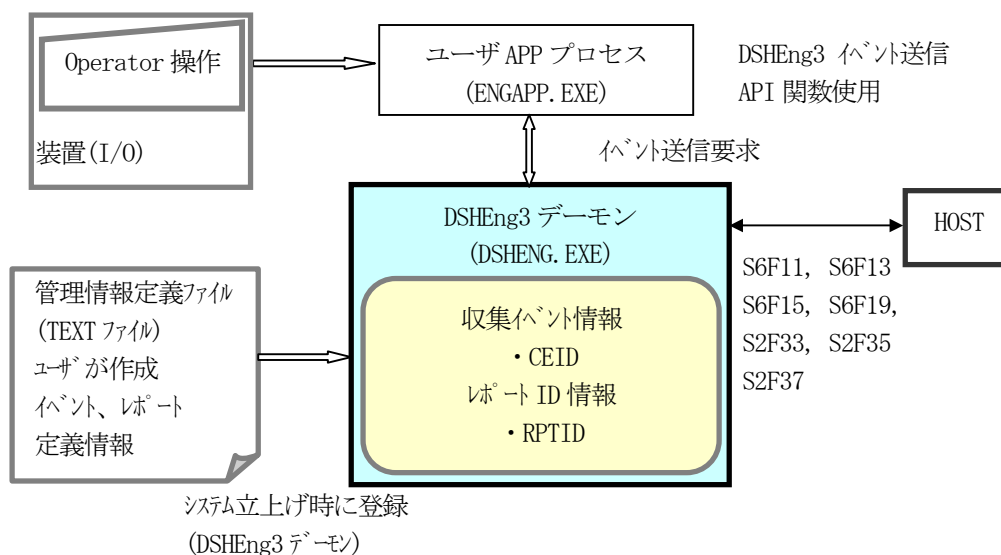 Operator 操作
装置(I/O)
ユーザ APP プロセス
(ENGAPP.EXE)
DSHEng3 イベント送信
API 関数使用
ｲﾍﾞﾝﾄ送信要求
DSHEng3 デーモン
(DSHENG.EXE)
収集ｲﾍﾞﾝﾄ情報
・CEID
ﾚﾎﾟｰﾄ ID 情報
・RPTID
HOST
S6F11, S6F13
S6F15, S6F19,
S2F33, S2F35
S2F37
管理情報定義ﾌｧｲﾙ
(TEXT ﾌｧｲﾙ)
ﾕｰｻﾞが作成
ｲﾍﾞﾝﾄ、ﾚﾎﾟｰﾄ
定義情報
ｼｽﾃﾑ立上げ時に登録
(DSHEng3 ﾃﾞｰﾓﾝ)